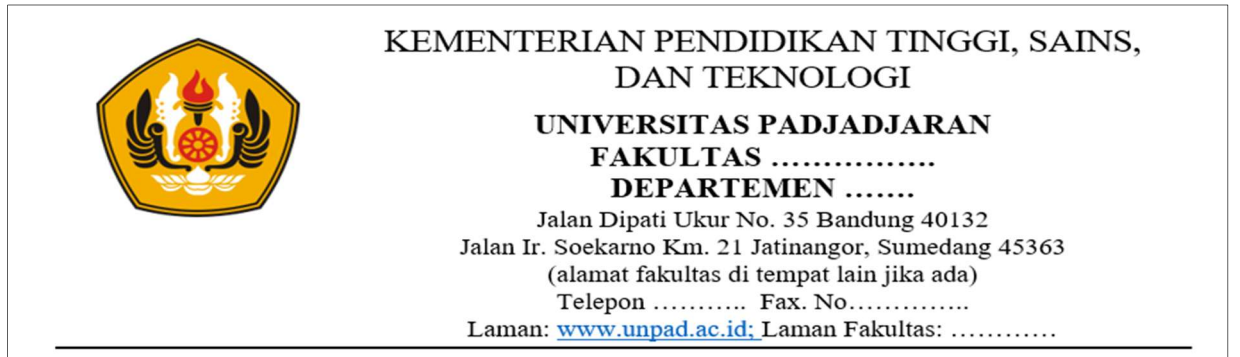 KEMENTERIAN PENDIDIKAN TINGGI, SAINS,
DAN TEKNOLOGI
UNIVERSITAS PADJADJARAN
FAKULTAS …………….
DEPARTEMEN …….
Jalan Dipati Ukur No. 35 Bandung 40132
Jalan Ir. Soekarno Km. 21 Jatinangor, Sumedang 45363
(alamat fakultas di tempat lain jika ada)
Telepon ……….. Fax. No…………..
Laman: www.unpad.ac.id; Laman Fakultas: …………